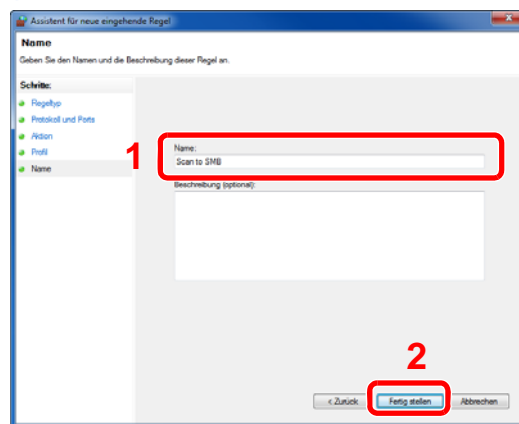 Assistent für neue eingehende Regel
Name
Geben Sie den Namen und die Beschreibung dieser Regel an.
Schritte:
Regeltyp
Protokoll und Ports
Aktion
Profil
Name
1
Name:
Scan to SMB
Beschreibung (optional):
2
< Zurück
Fertig stellen
Abbrechen